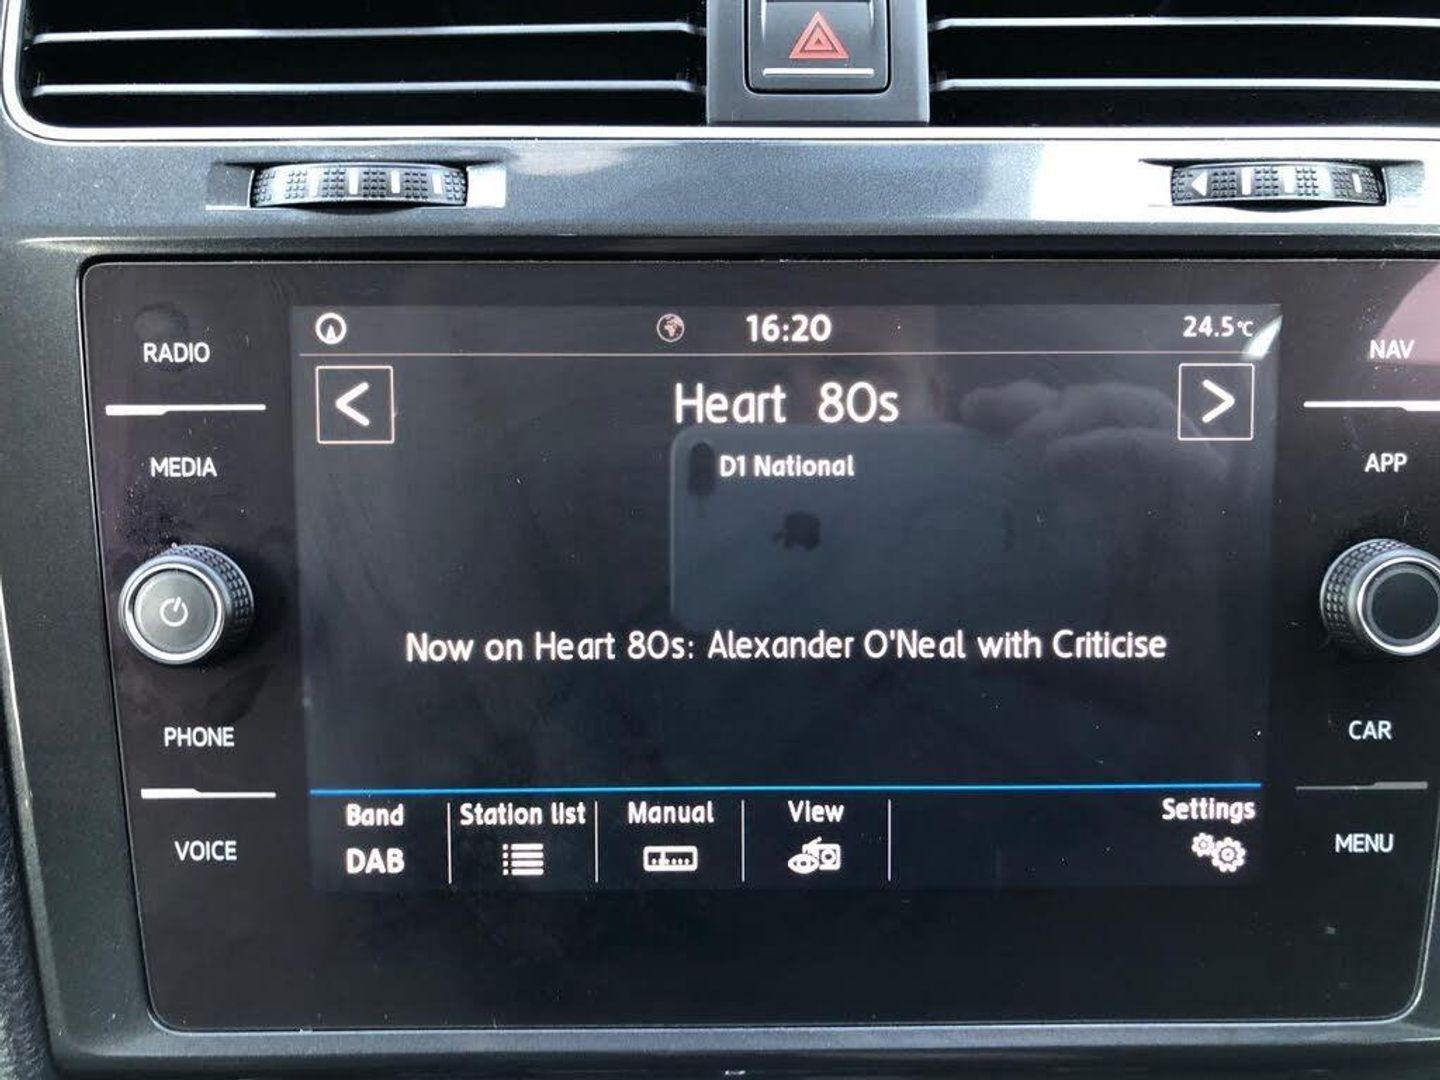 16:20
24.5°C
RADIO
Heart 80s
NAV
MEDIA
D1 National
APP
Now on Heart 80s: Alexander O'Neal with Criticise
PHONE
CAR
Band
Station list
Manual
View
Settings
DAB
VOICE
MENU